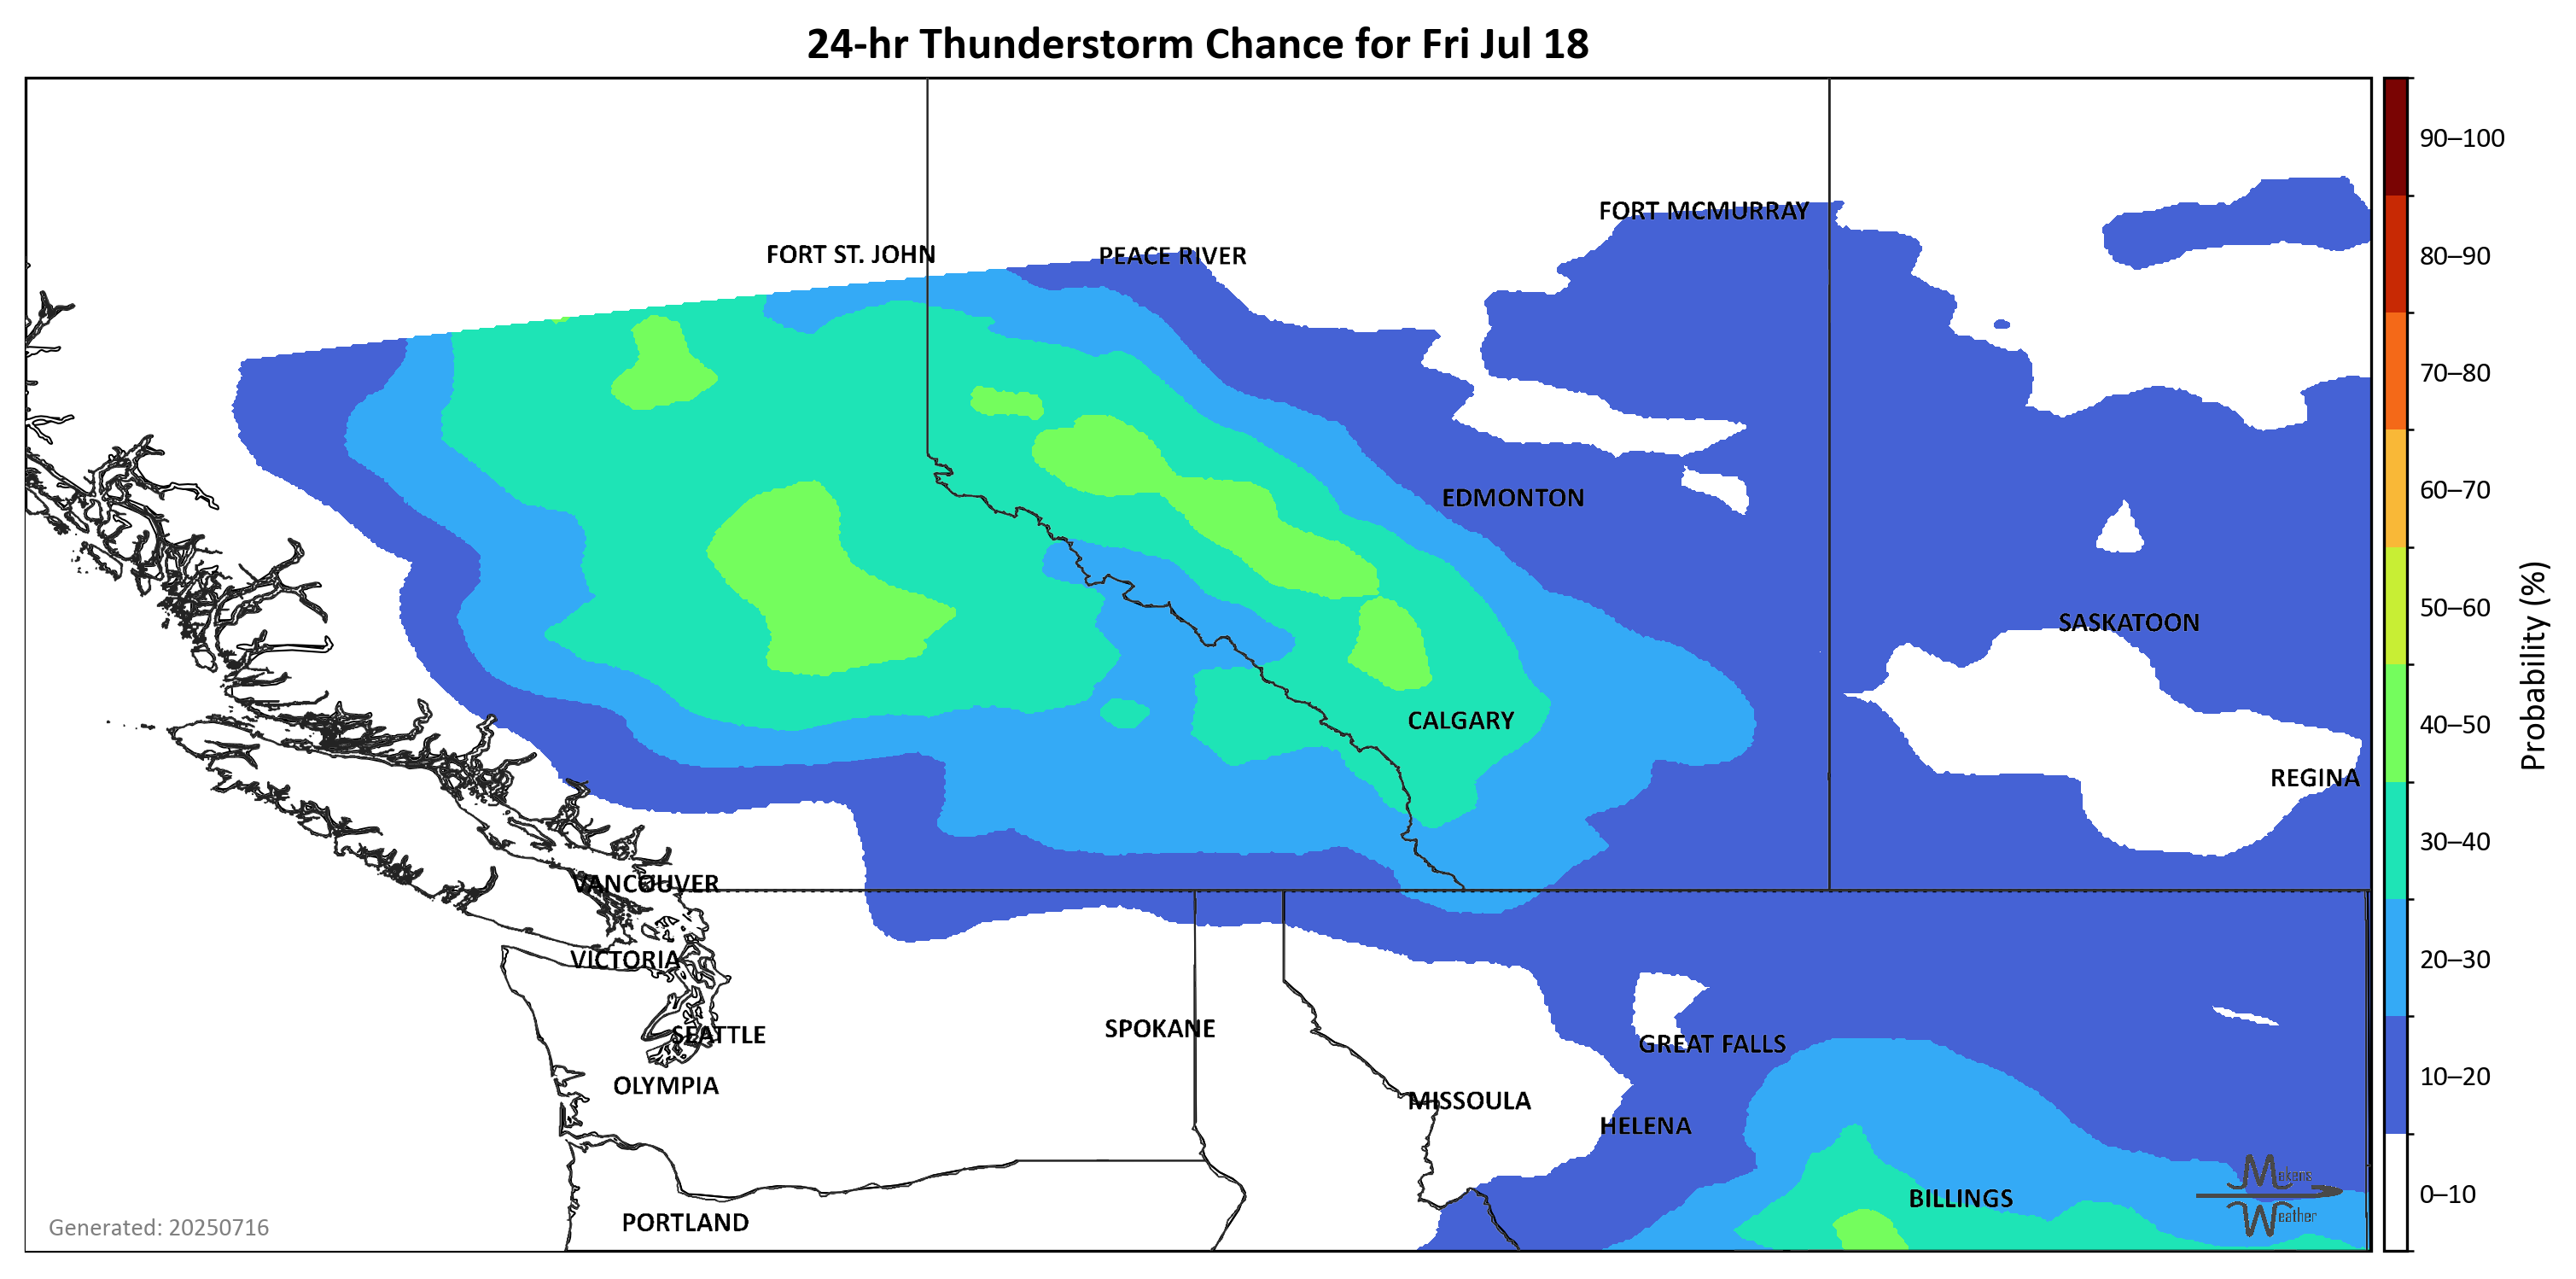 24-hr Thunderstorm Chance for Fri Jul 18
90–100
FORT MCMURRAY
FORT ST. JOHN
PEACE RIVER
80–90
70–80
EDMONTON
60–70
SASKATOON
50–60
CALGARY
40–50
Probability (%)
REGINA
30–40
VANCOUVER
VICTORIA
20–30
SEATTLE
SPOKANE
GREAT FALLS
OLYMPIA
10–20
MISSOULA
HELENA
Mekens
Weather
BILLINGS
0–10
PORTLAND
Generated: 20250716